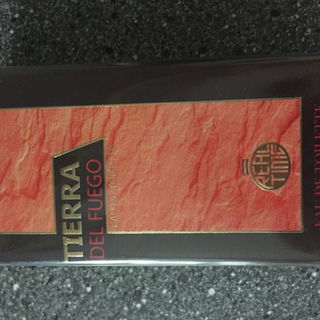 TIERRA
DEL FUEGO
REAL
TIME
EAU DE TOILETTE